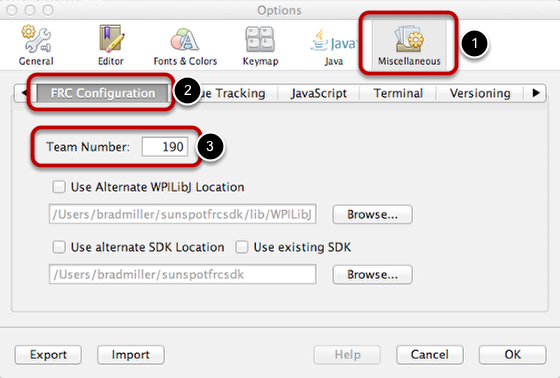 Options
General
Editor
Fonts & Colors
Keymap
Java
Java
Miscellaneous
1
FRC Configuration
2
ue Tracking
JavaScript
Terminal
Versioning
Team Number: 190
3
Use Alternate WPILibJ Location
/Users/bradmiller/sunspotfrcsdk/lib/WPILibJ
Browse...
Use alternate SDK Location
Use existing SDK
/Users/bradmiller/sunspotfrcsdk
Browse...
Export
Import
Help
Cancel
OK